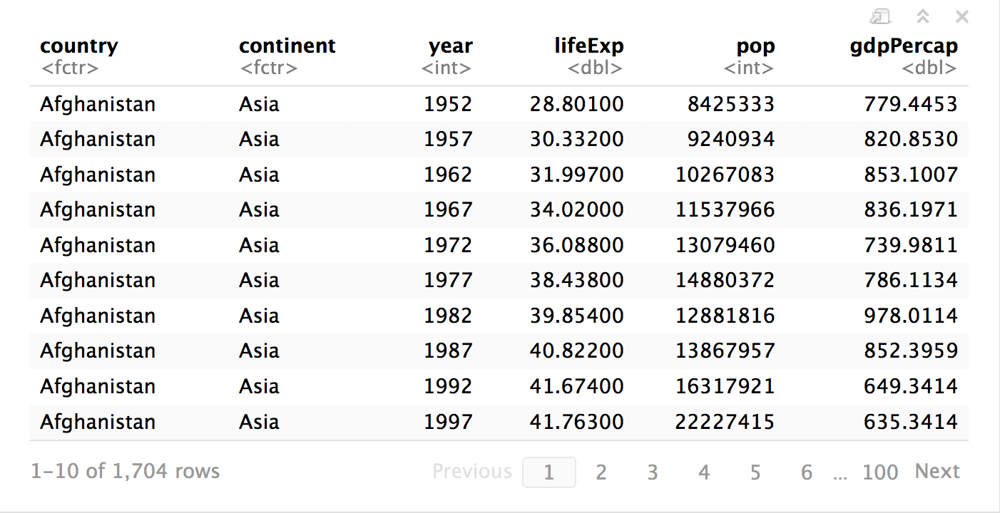 country continent year lifeExp pop gdpPercap
<fctr> <fctr> <int> <dbl> <int> <dbl>
Afghanistan Asia 1952 28.80100 8425333 779.4453
Afghanistan Asia 1957 30.33200 9240934 820.8530
Afghanistan Asia 1962 31.99700 10267083 853.1007
Afghanistan Asia 1967 34.02000 11537966 836.1971
Afghanistan Asia 1972 36.08800 13079460 739.9811
Afghanistan Asia 1977 38.43800 14880372 786.1134
Afghanistan Asia 1982 39.85400 12881816 978.0114
Afghanistan Asia 1987 40.82200 13867957 852.3959
Afghanistan Asia 1992 41.67400 16317921 649.3414
Afghanistan Asia 1997 41.76300 22227415 635.3414
1-10 of 1,704 rows Previous 1 2 3 4 5 6 ... 100 Next